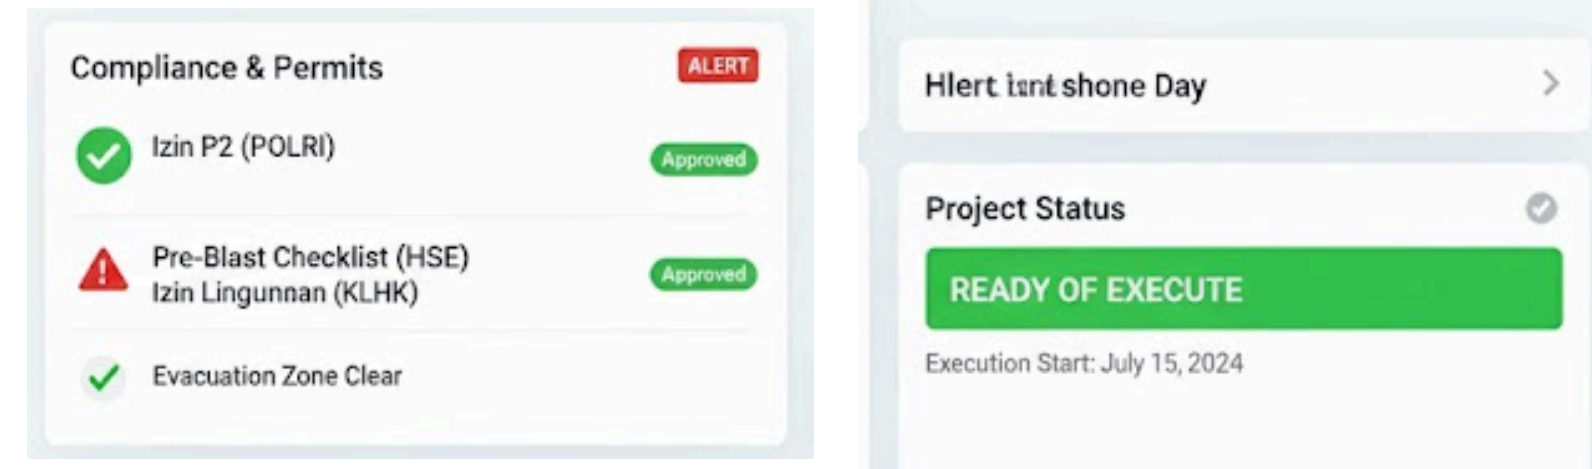 Compliance & Permits
ALERT
Izin P2 (POLRI)
Approved
Pre-Blast Checklist (HSE)
Izin Lingunnan (KLHK)
Approved
Evacuation Zone Clear
Hlert shone Day
Project Status
READY OF EXECUTE
Execution Start: July 15, 2024